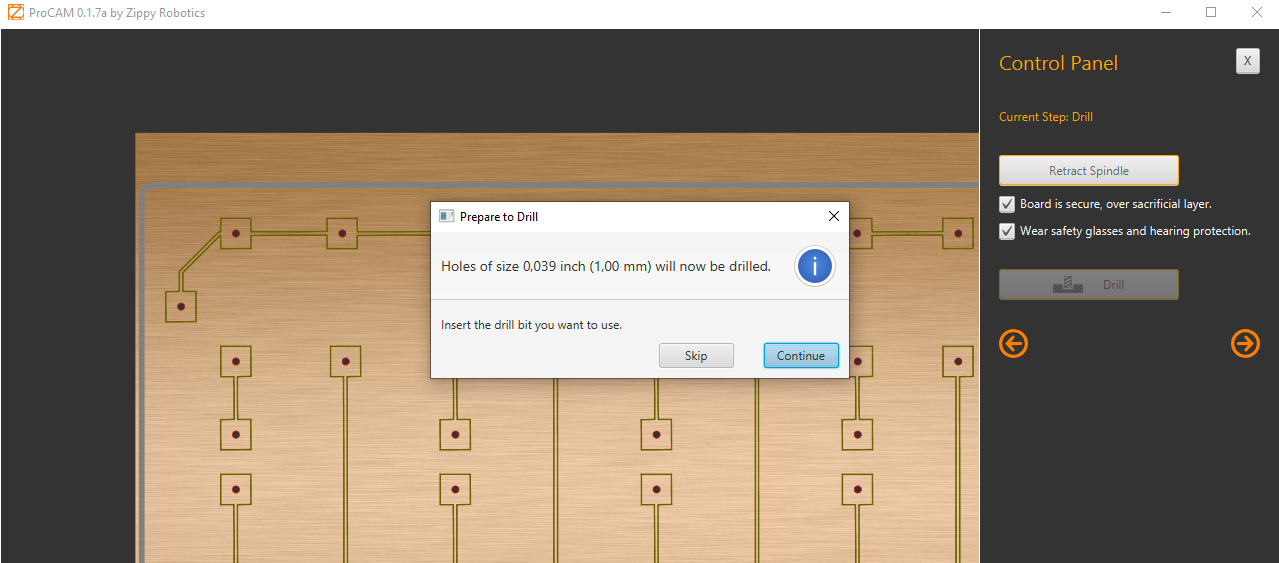 ProCAM 0.1.7a by Zippy Robotics
Control Panel
X
Current Step: Drill
Retract Spindle
Board is secure, over sacrificial layer.
Wear safety glasses and hearing protection.
Drill
Prepare to Drill
Holes of size 0,039 inch (1,00 mm) will now be drilled.
Insert the drill bit you want to use.
Skip
Continue